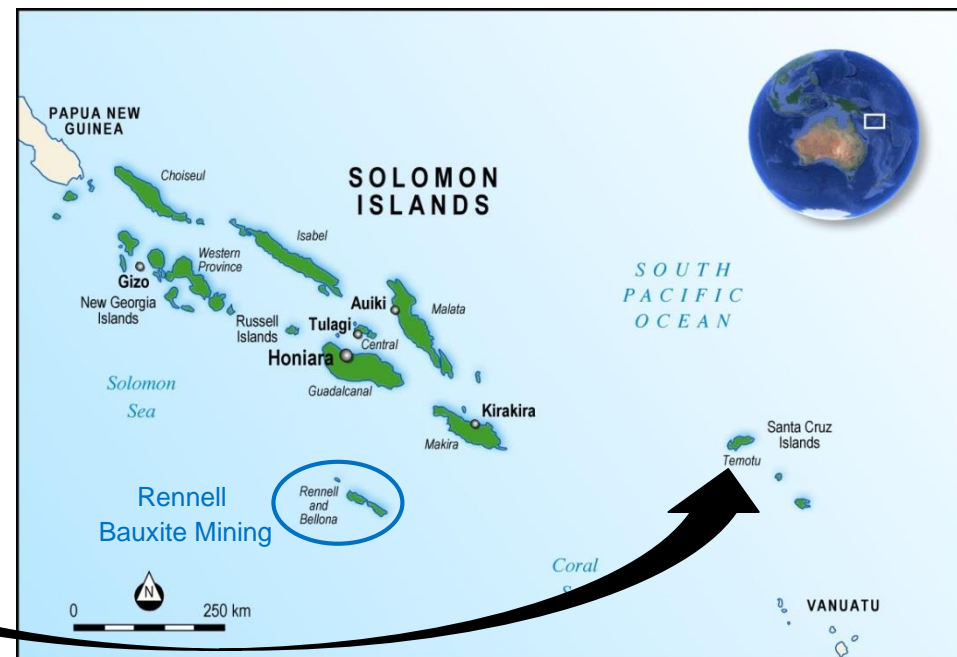 PAPUA NEW
GUINEA
Choiseul
SOLOMON
ISLANDS
Isabel
Western
Province
Gizo
New Georgia
Islands
Russell
Islands
Auiki
Malata
Tulagi
Central
Honiara
Guadalcanal
SOUTH
PACIFIC
OCEAN
Solomon
Sea
Kirakira
Makira
Santa Cruz
Islands
Temotu
Rennell
and
Bellona
Rennell
Bauxite Mining
Coral
N
0
250 km
VANUATU